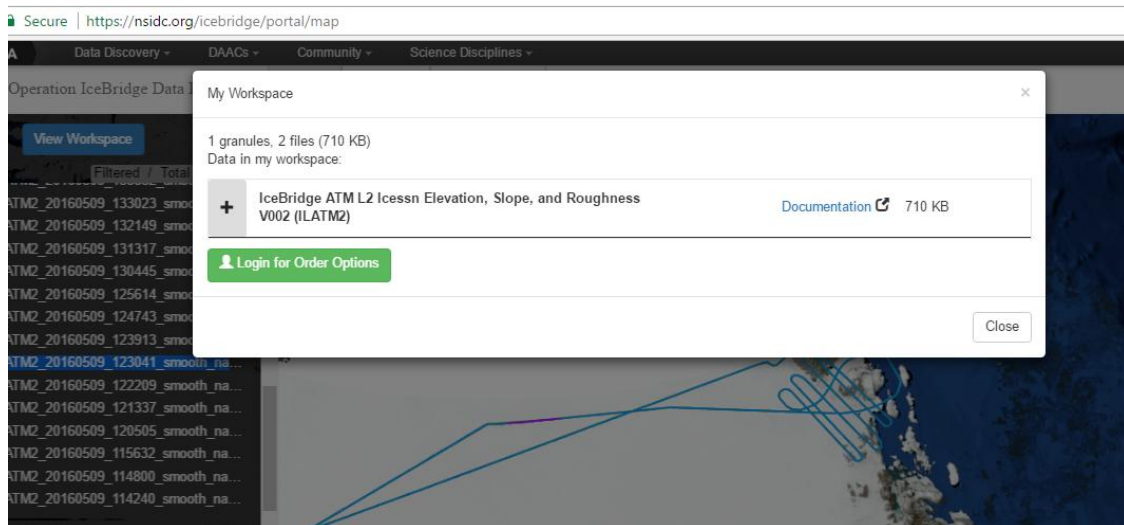 Secure | https://nsidc.org/icebridge/portal/map
A Data Discovery DAACs Community Science Disciplines
Operation IceBridge Data
My Workspace ×
View Workspace
1 granules, 2 files (710 KB)
Data in my workspace:
Filtered / Total
+ IceBridge ATM L2 Icessn Elevation, Slope, and Roughness
V002 (ILATM2)
Documentation 710 KB
Login for Order Options
Close
ATM2_20160509_133023_smo
ATM2_20160509_132149_smo
ATM2_20160509_131317_smo
ATM2_20160509_130445_smo
ATM2_20160509_125614_smo
ATM2_20160509_124743_smo
ATM2_20160509_123913_smo
ATM2_20160509_123041_smooth_na...
ATM2_20160509_122209_smooth_na...
ATM2_20160509_121337_smooth_na...
ATM2_20160509_120505_smooth_na...
ATM2_20160509_115632_smooth_na...
ATM2_20160509_114800_smooth_na...
ATM2_20160509_114240_smooth_na...